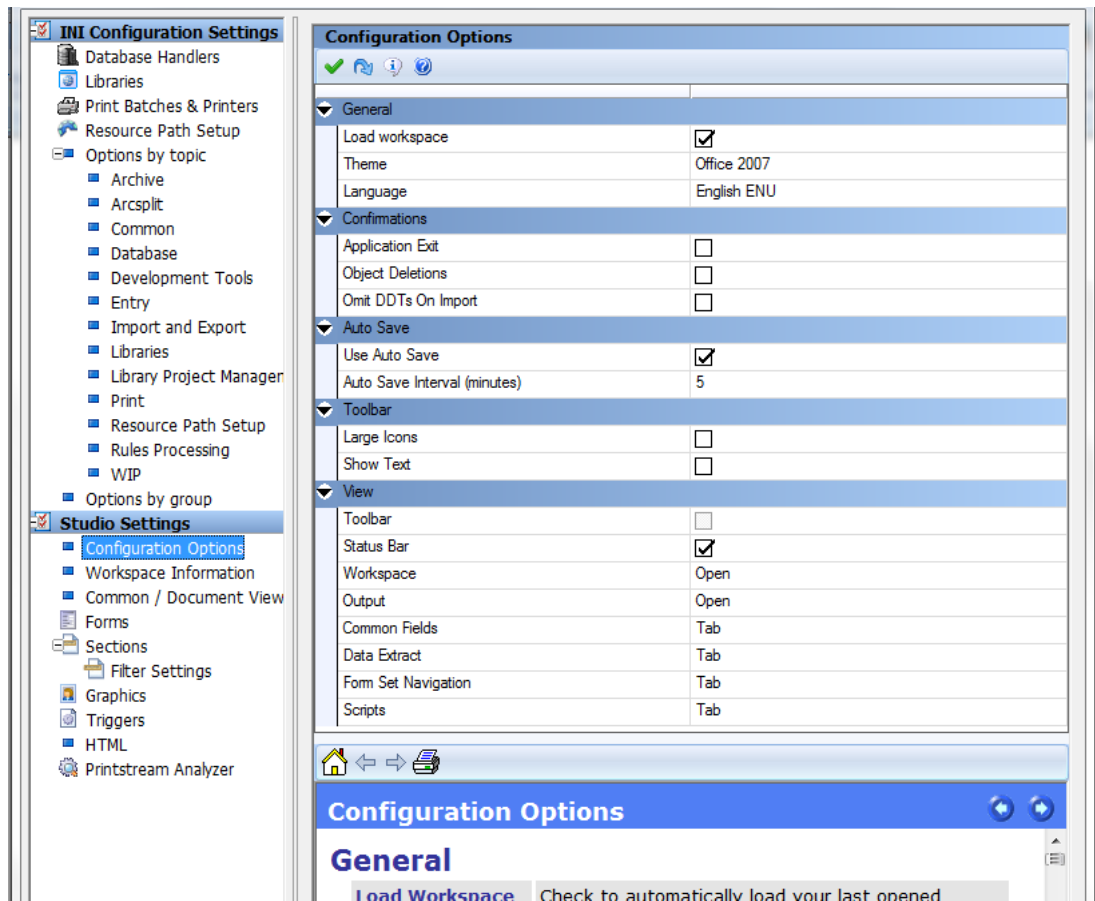 INI Configuration Settings
Database Handlers
Libraries
Print Batches & Printers
Resource Path Setup
Options by topic
Archive
Arcsplit
Common
Database
Development Tools
Entry
Import and Export
Libraries
Library Project Managen
Print
Resource Path Setup
Rules Processing
WIP
Options by group
Studio Settings
Configuration Options
Workspace Information
Common / Document View
Forms
Sections
Filter Settings
Graphics
Triggers
HTML
Printstream Analyzer
Configuration Options
General
Load workspace
Theme Office 2007
Language English ENU
Confirmations
Application Exit
Object Deletions
Omit DDTs On Import
Auto Save
Use Auto Save
Auto Save Interval (minutes) 5
Toolbar
Large Icons
Show Text
View
Toolbar
Status Bar
Workspace Open
Output Open
Common Fields Tab
Data Extract Tab
Form Set Navigation Tab
Scripts Tab
Configuration Options
General
Load Workspace Check to automatically load your last opened